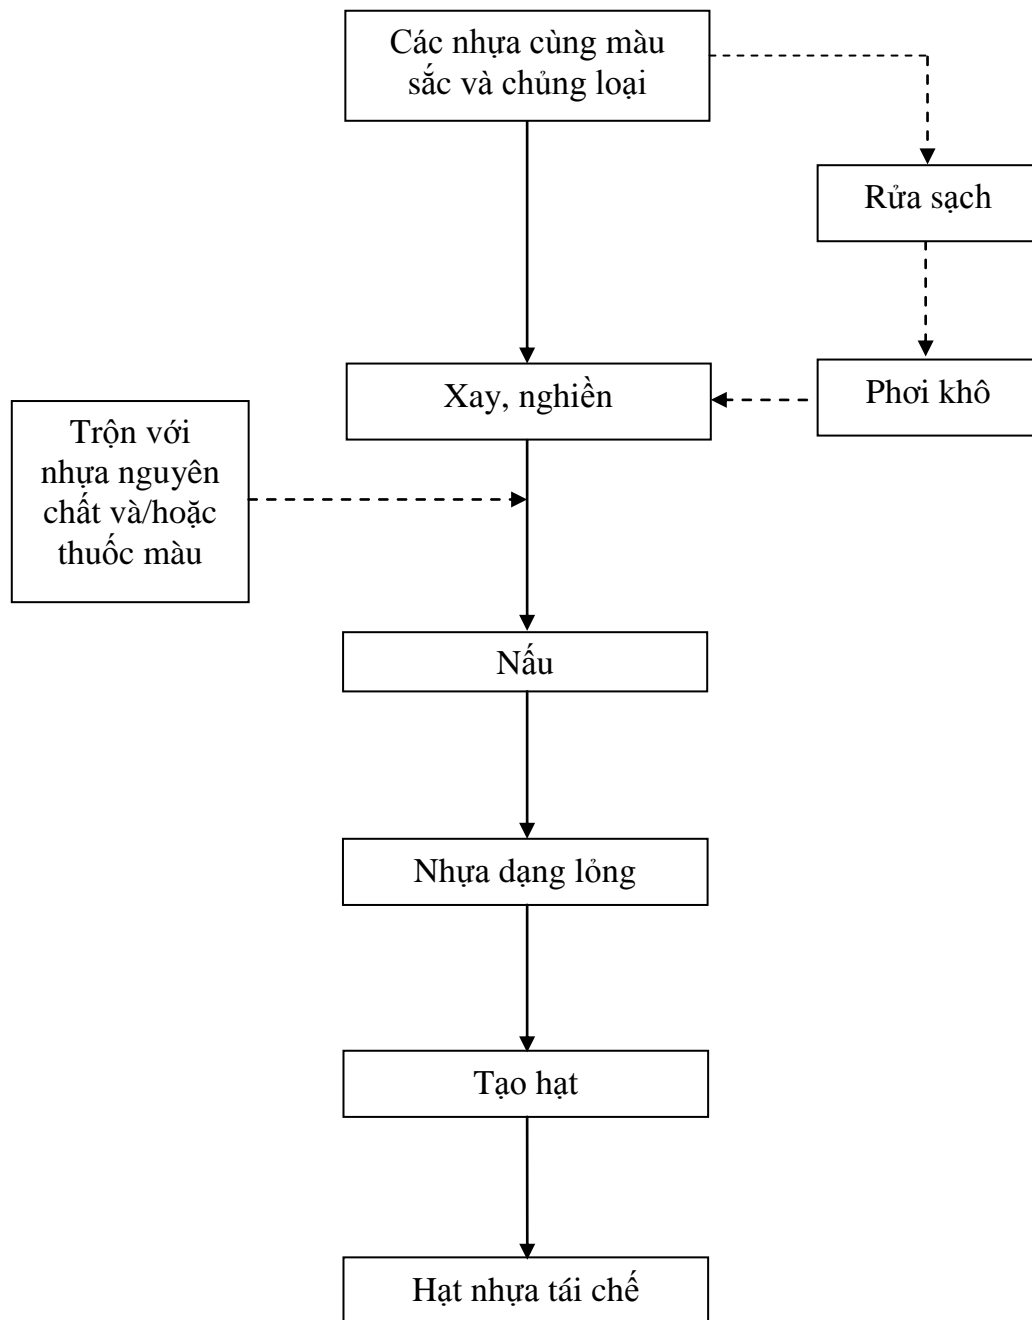 Các nhựa cùng màu
sắc và chủng loại
Rửa sạch
Xay, nghiền
Phơi khô
Trộn với
nhựa nguyên
chất và/hoặc
thuốc màu
Nấu
Nhựa dạng lỏng
Tạo hạt
Hạt nhựa tái chế